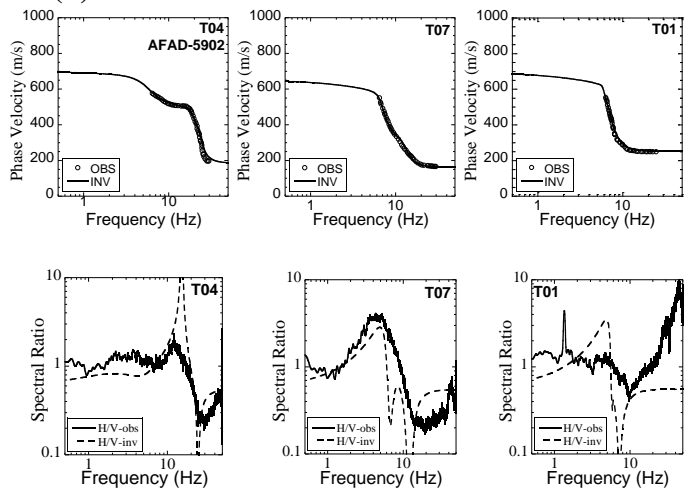 1000
800
600
400
200
0
Phase Velocity (m/s)
T04
AFAD-5902
OBS
INV
1
10
Frequency (Hz)
1000
800
600
400
200
0
Phase Velocity (m/s)
T07
OBS
INV
1
10
Frequency (Hz)
1000
800
600
400
200
0
Phase Velocity (m/s)
T01
OBS
INV
1
10
Frequency (Hz)
10
1
0.1
Spectral Ratio
T04
H/V-obs
H/V-inv
1
10
Frequency (Hz)
10
1
0.1
Spectral Ratio
T07
H/V-obs
H/V-inv
1
10
Frequency (Hz)
10
1
0.1
Spectral Ratio
T01
H/V-obs
H/V-inv
1
10
Frequency (Hz)